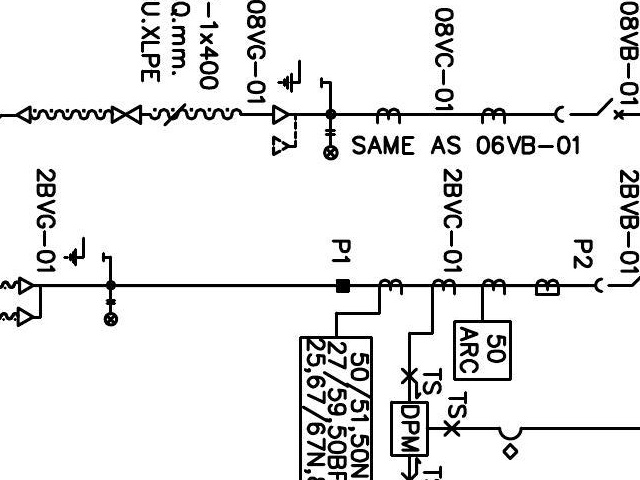 08VB-01
08VC-01
08VG-01
-1x400
Q.mm.
U.XLPE
SAME AS 06VB-01
2BVB-01
P2
2BVC-01
P1
2BVG-01
50
ARC
50/51,50N
27/59,50BF
25,67/67N,
TS
TS
DPM